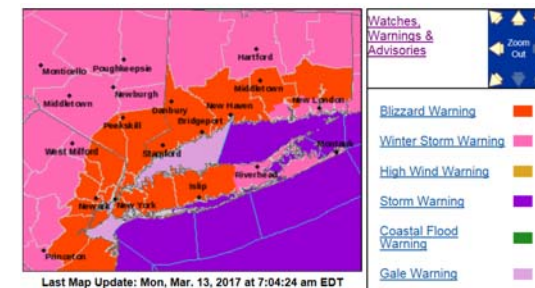 Watches,
Warnings &
Advisories
Zoom
Out
Hartford
Monticello
Poughkeepsie
Middletown
Middletown
Newburgh
New London
Danbury
New Haven
Bridgeport
Peekskill
Montauk
West Milford
Stamford
Riverhead
Islip
Newark
New York
Princeton
Blizzard Warning
Winter Storm Warning
High Wind Warning
Storm Warning
Coastal Flood
Warning
Gale Warning
Last Map Update: Mon, Mar. 13, 2017 at 7:04:24 am EDT